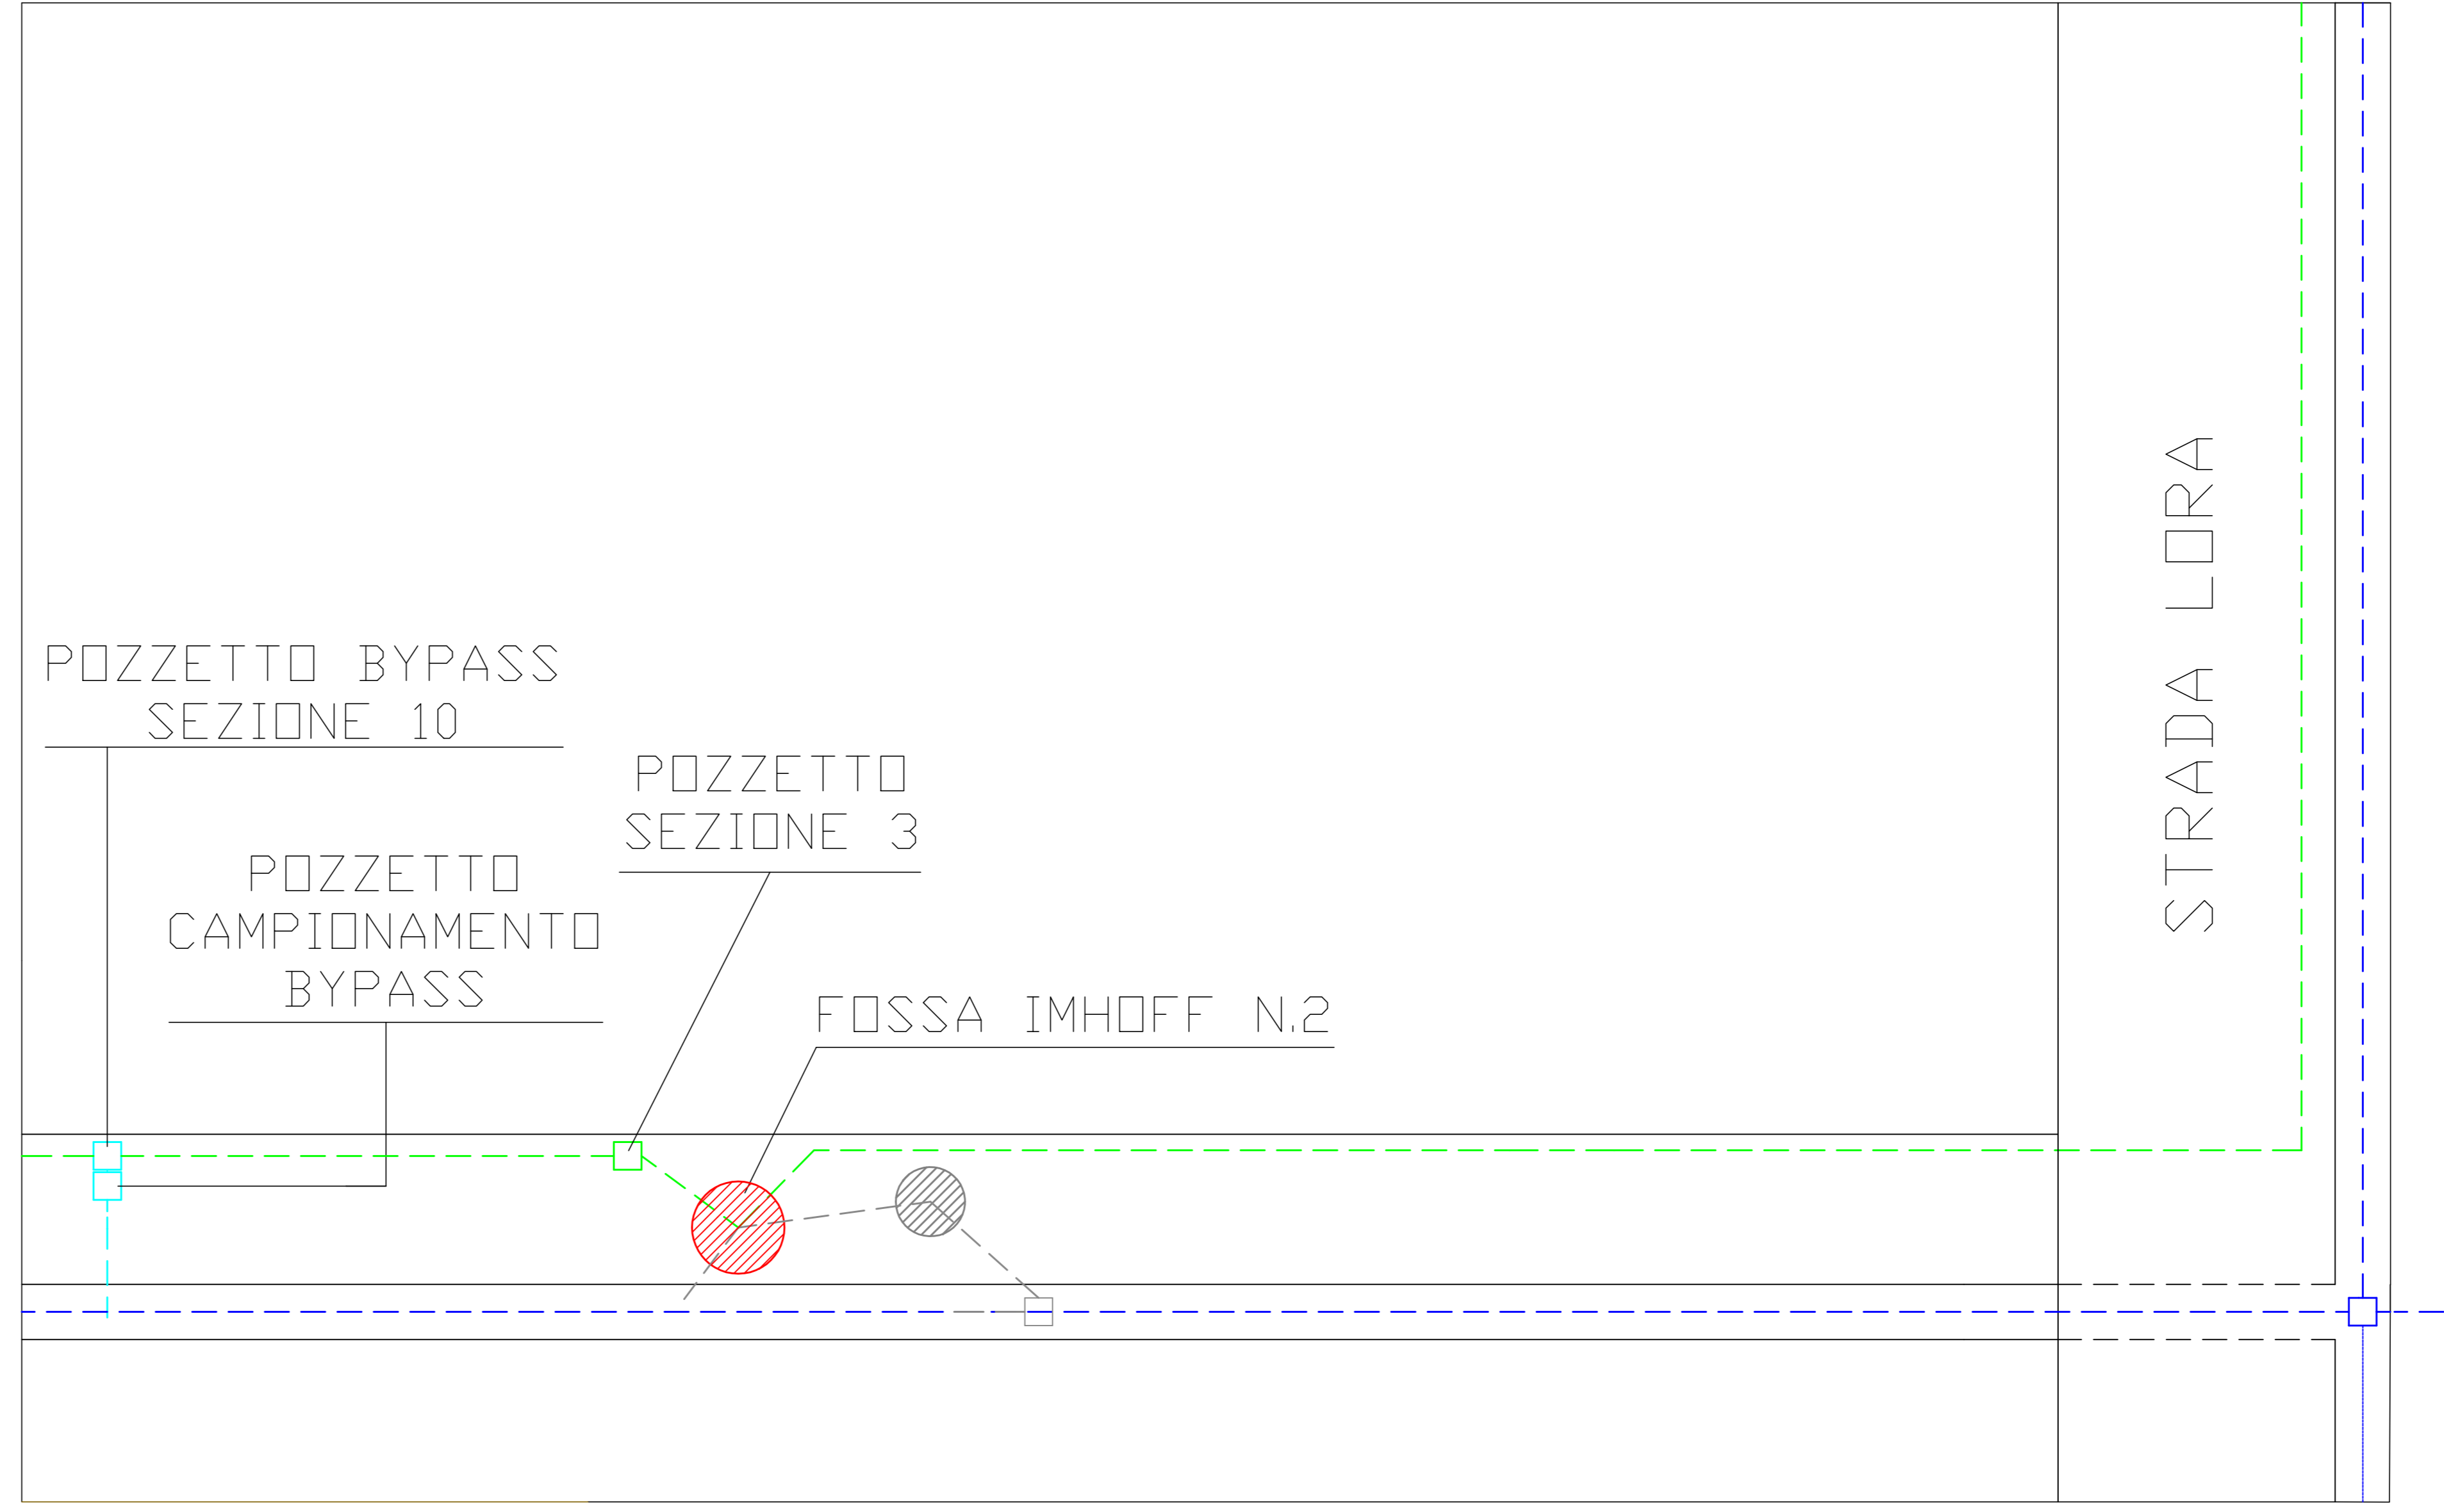 POZZETTO BYPASS
SEZIONE 10
POZZETTO
SEZIONE 3
POZZETTO
CAMPIONAMENTO
BYPASS
FOSSA IMHOFF N.2
STRADA LORA